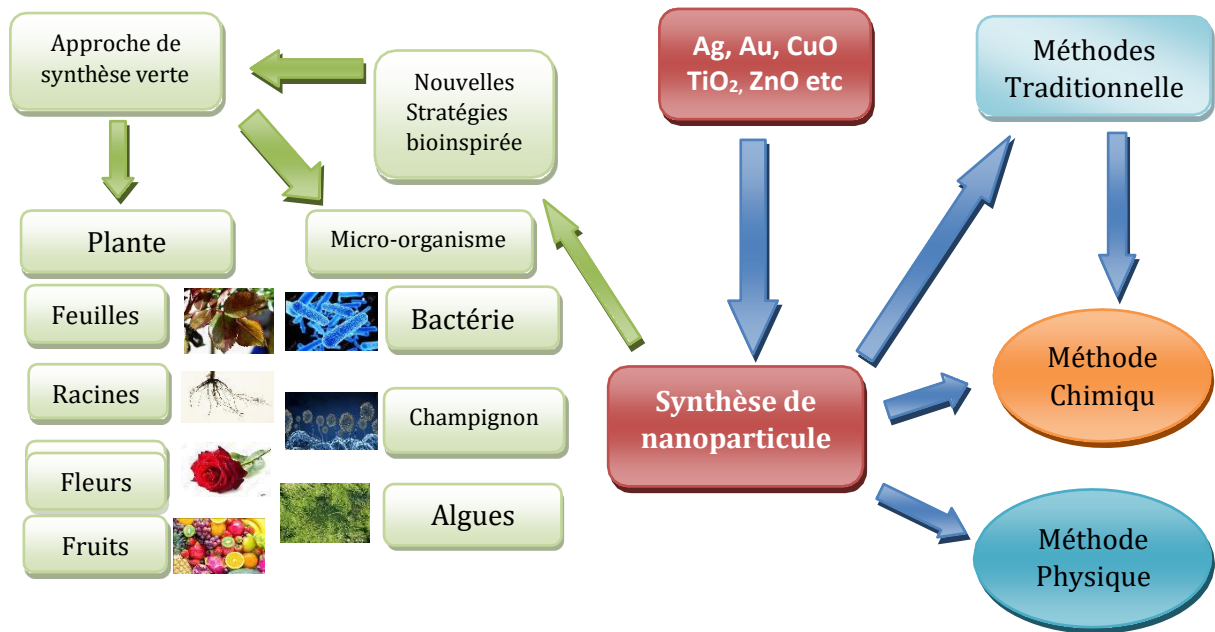 Approche de
synthèse verte
Nouvelles
Stratégies
bioinspirée
Ag, Au, CuO
TiO₂, ZnO etc
Méthodes
Traditionnelle
Plante
Micro-organisme
Feuilles
Bactérie
Racines
Champignon
Fleurs
Algues
Fruits
Synthèse de
nanoparticule
Méthode
Chimiqu
Méthode
Physique